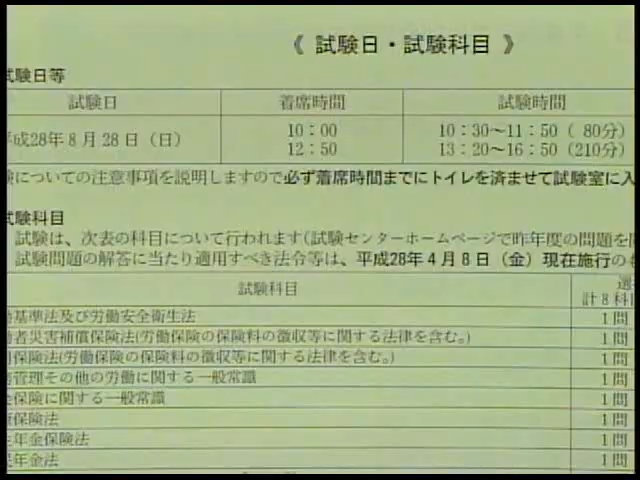 《 試験日・試験科目 》
試験日等
試験日 着席時間 試験時間
平成28年8月28日（日） 10：00 10：30～11：50（ 80分）
12：50 13：20～16：50（210分）
験についての注意事項を説明しますので必ず着席時間までにトイレを済ませて試験室に入
試験科目
試験は、次表の科目について行われます(試験センターホームページで昨年度の問題を
試験問題の解答に当たり適用すべき法令等は、平成28年4月8日（金）現在施行の
試験科目 選
計8科
働基準法及び労働安全衛生法 1問
働者災害補償保険法(労働保険の保険料の徴収等に関する法律を含む。) 1問
用保険法(労働保険の保険料の徴収等に関する法律を含む。) 1問
務管理その他の労働に関する一般常識 1問
会保険に関する一般常識 1問
康保険法 1問
生年金保険法 1問
民年金法 1問